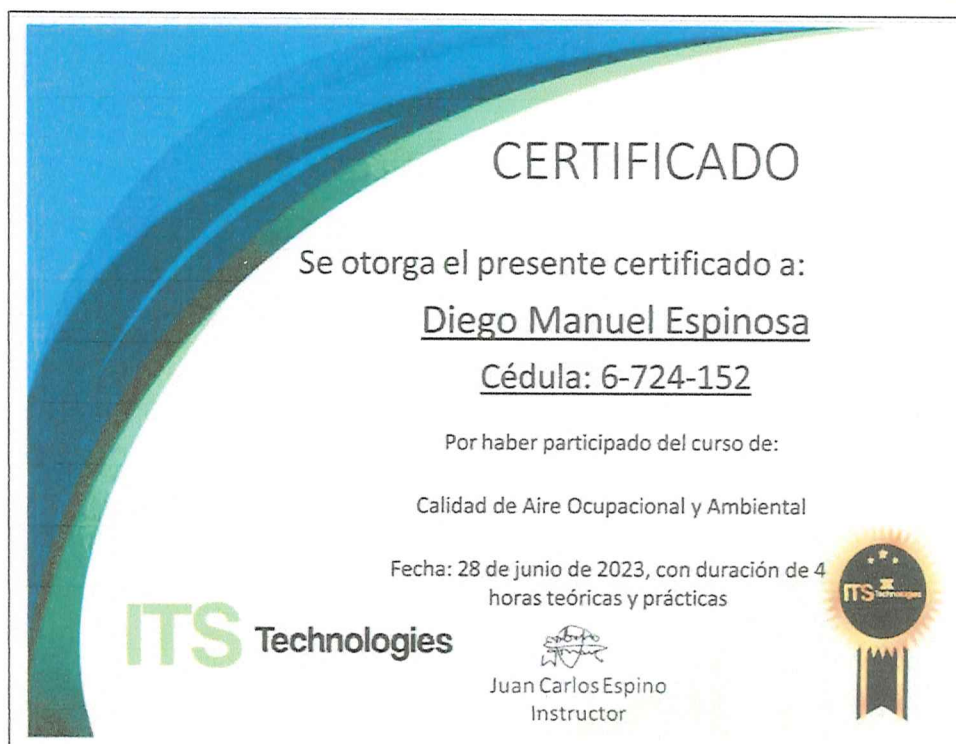 CERTIFICADO
Se otorga el presente certificado a:
Diego Manuel Espinosa
Cédula: 6-724-152
Por haber participado del curso de:
Calidad de Aire Ocupacional y Ambiental
Fecha: 28 de junio de 2023, con duración de 4
horas teóricas y prácticas
ITS Technologies
Juan Carlos Espino
Instructor
ITS Technologies